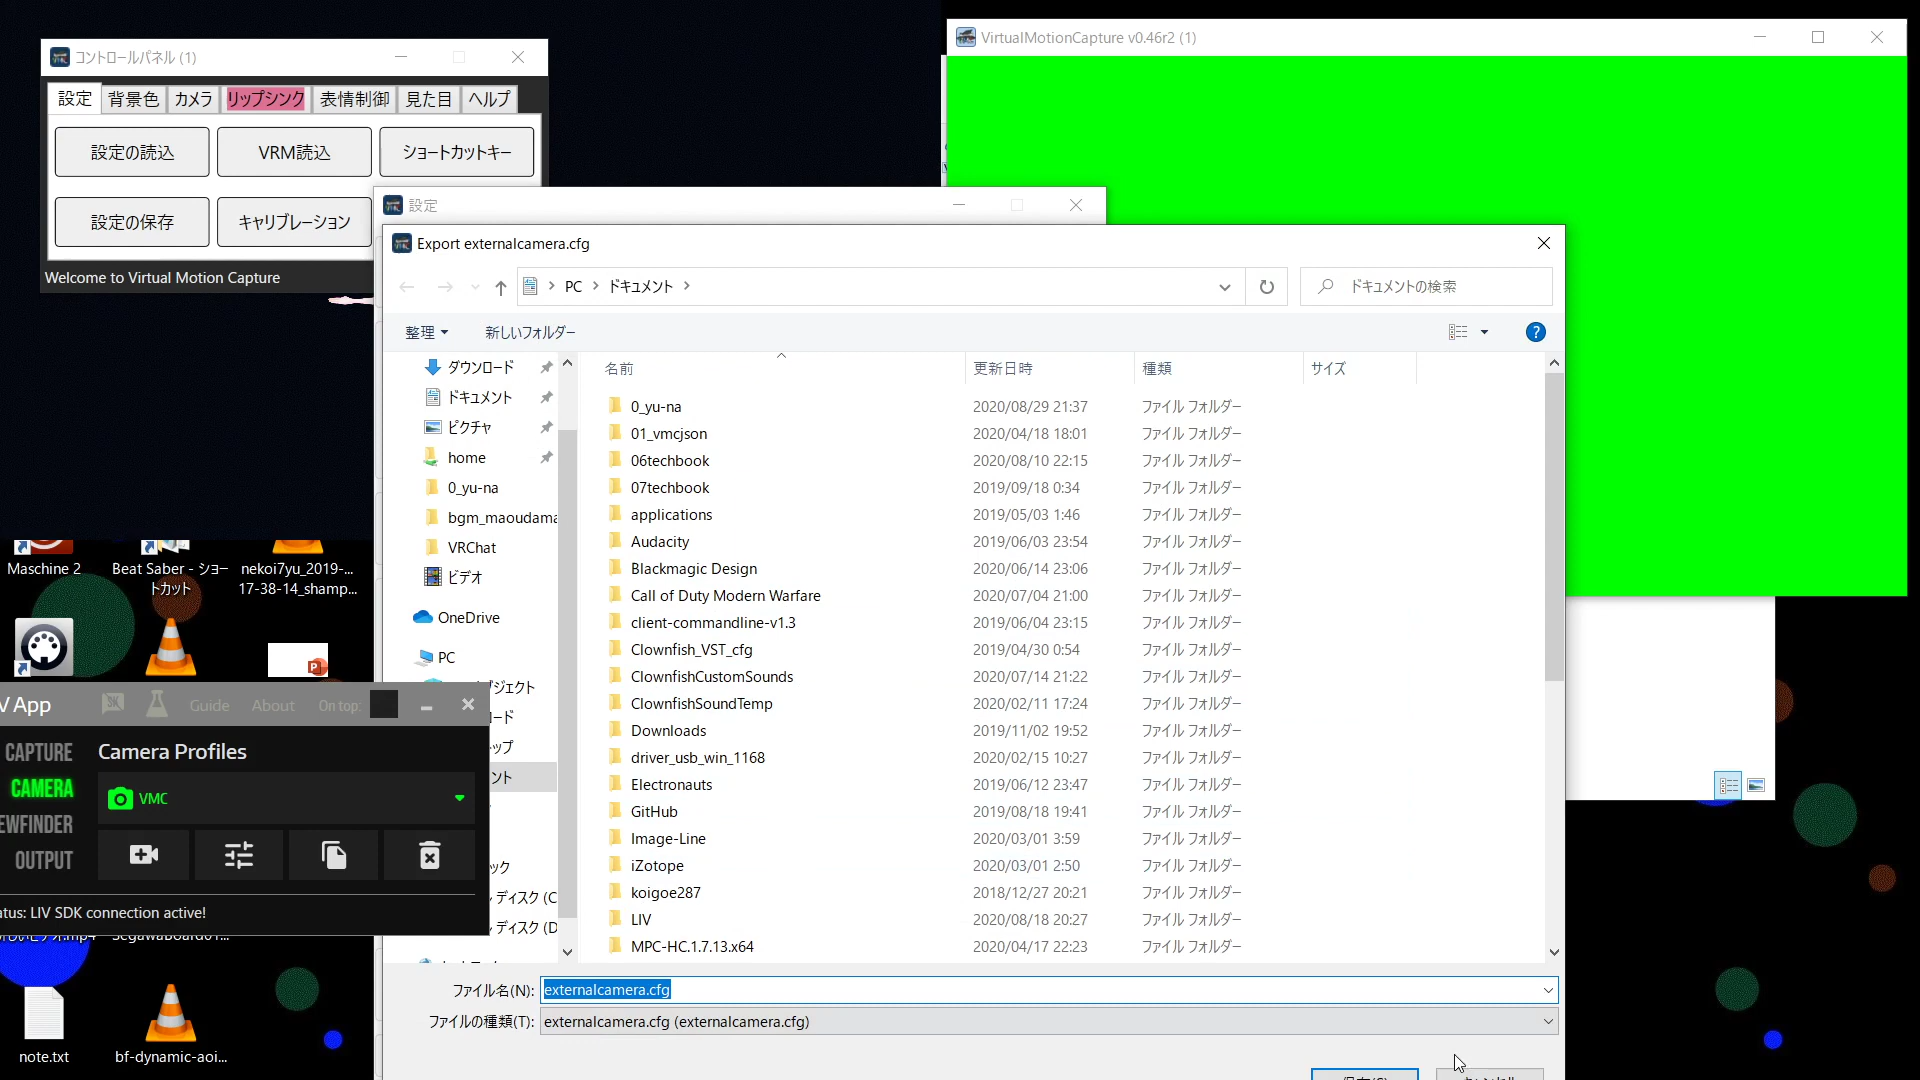 コントロールパネル (1)
設定 背景色 カメラ リップシンク 表情制御 見た目 ヘルプ
設定の読込 VRM読込 ショートカットキー
設定の保存 キャリブレーション
Welcome to Virtual Motion Capture
VirtualMotionCapture v0.46r2 (1)
設定
Export externalcamera.cfg
PC ドキュメント
ドキュメントの検索
整理 新しいフォルダー
ダウンロード
ドキュメント
ピクチャ
home
0_yu-na
bgm_maoudama
VRChat
ビデオ
OneDrive
PC
ブジェクト
ード
ップ
ント
ック
ディスク (C
ディスク (D
名前 更新日時 種類 サイズ
0_yu-na 2020/08/29 21:37 ファイル フォルダー
01_vmcjson 2020/04/18 18:01 ファイル フォルダー
06techbook 2020/08/10 22:15 ファイル フォルダー
07techbook 2019/09/18 0:34 ファイル フォルダー
applications 2019/05/03 1:46 ファイル フォルダー
Audacity 2019/06/03 23:54 ファイル フォルダー
Blackmagic Design 2020/06/14 23:06 ファイル フォルダー
Call of Duty Modern Warfare 2020/07/04 21:00 ファイル フォルダー
client-commandline-v1.3 2019/06/04 23:15 ファイル フォルダー
Clownfish_VST_cfg 2019/04/30 0:54 ファイル フォルダー
ClownfishCustomSounds 2020/07/14 21:22 ファイル フォルダー
ClownfishSoundTemp 2020/02/11 17:24 ファイル フォルダー
Downloads 2019/11/02 19:52 ファイル フォルダー
driver_usb_win_1168 2020/02/15 10:27 ファイル フォルダー
Electronauts 2019/06/12 23:47 ファイル フォルダー
GitHub 2019/08/18 19:41 ファイル フォルダー
Image-Line 2020/03/01 3:59 ファイル フォルダー
iZotope 2020/03/01 2:50 ファイル フォルダー
koigoe287 2018/12/27 20:21 ファイル フォルダー
LIV 2020/08/18 20:27 ファイル フォルダー
MPC-HC.1.7.13.x64 2020/04/17 22:23 ファイル フォルダー
ファイル名(N): externalcamera.cfg
ファイルの種類(T): externalcamera.cfg (externalcamera.cfg)
Maschine 2
Beat Saber - ショー
トカット
nekoi7yu_2019-...
17-38-14_shamp...
V App Guide About On top:
CAPTURE
CAMERA
EWFINDER
OUTPUT
Camera Profiles
VMC
atus: LIV SDK connection active!
note.txt
bf-dynamic-aoi...